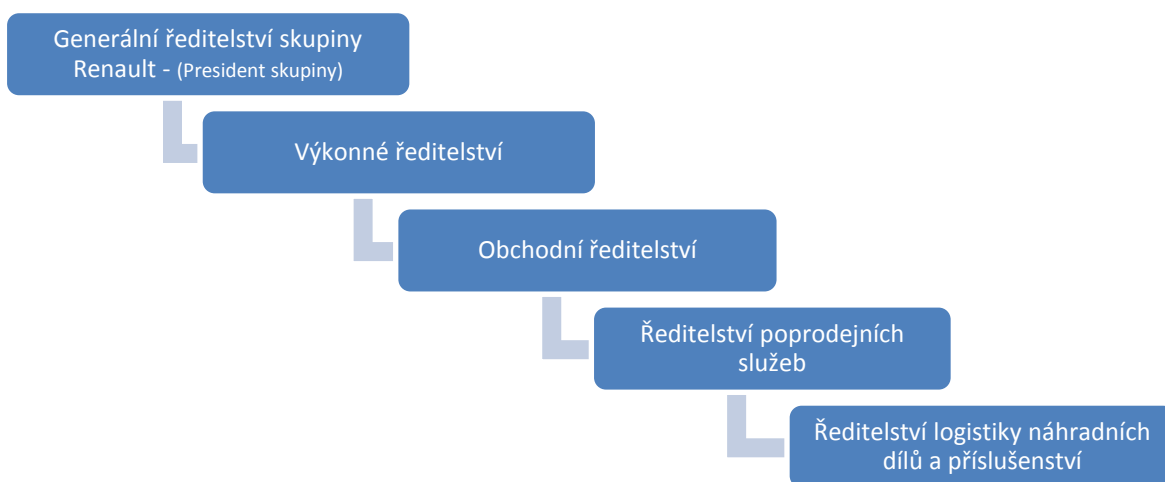 Generální ředitelství skupiny
Renault - (President skupiny)
Výkonné ředitelství
Obchodní ředitelství
Ředitelství poprodejních
služeb
Ředitelství logistiky náhradních
dílů a příslušenství